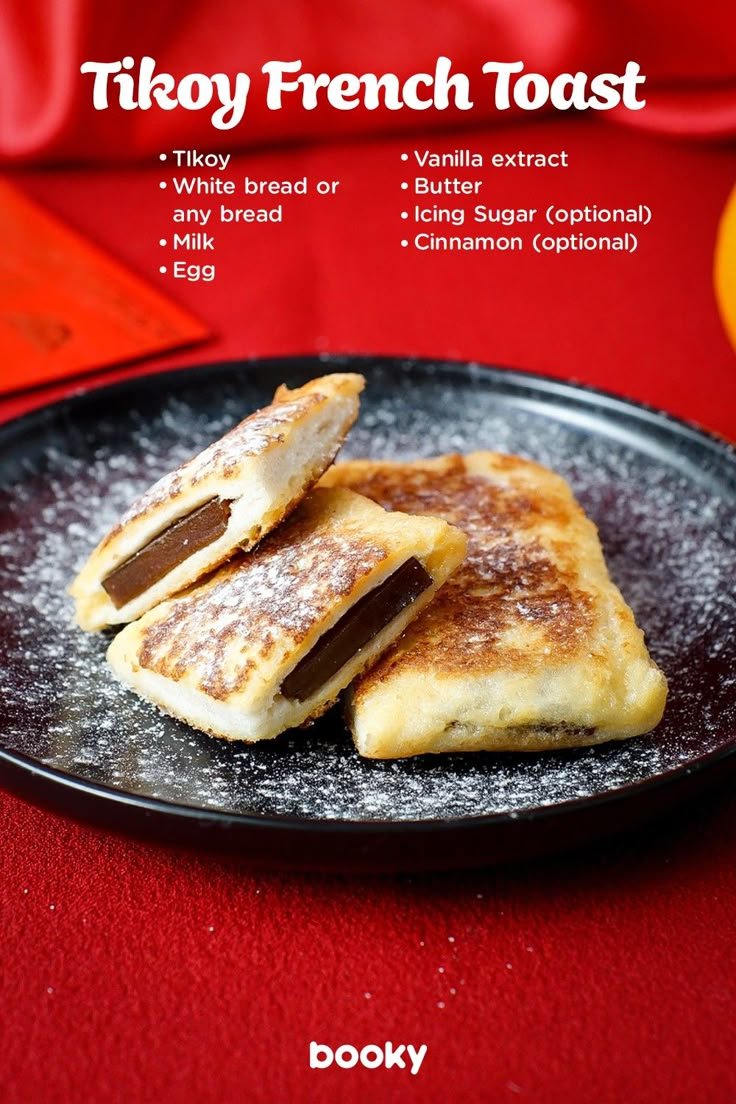 Tikoy French Toast
• TIkoy
• White bread or
any bread
• Milk
• Egg
• Vanilla extract
• Butter
• Icing Sugar (optional)
• Cinnamon (optional)
booky